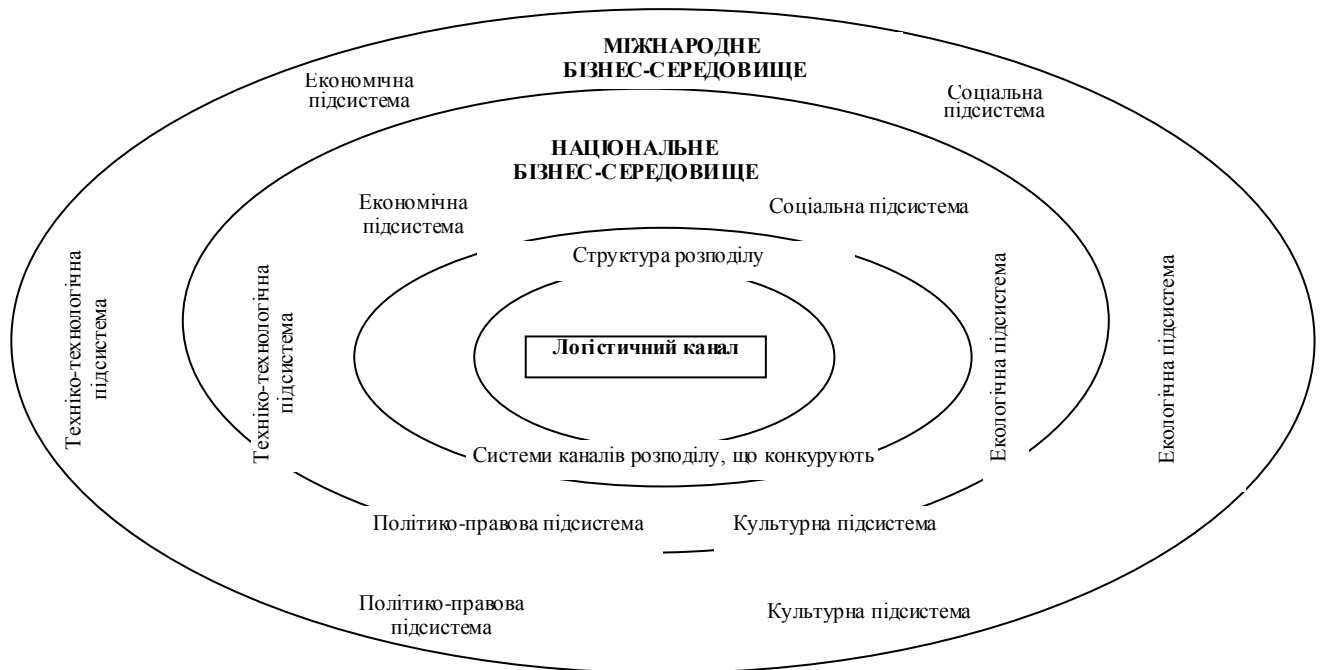 МІЖНАРОДНЕ
БІЗНЕС-СЕРЕДОВИЩЕ
Економічна
підсистема
Соціальна
підсистема
НАЦІОНАЛЬНЕ
БІЗНЕС-СЕРЕДОВИЩЕ
Економічна
підсистема
Соціальна підсистема
Структура розподілу
Техніко-технологічна
підсистема
Техніко-технологічна
підсистема
Логістичний канал
Екологічна підсистема
Екологічна підсистема
Системи каналів розподілу, що конкурують
Політико-правова підсистема
Культурна підсистема
Політико-правова
підсистема
Культурна підсистема